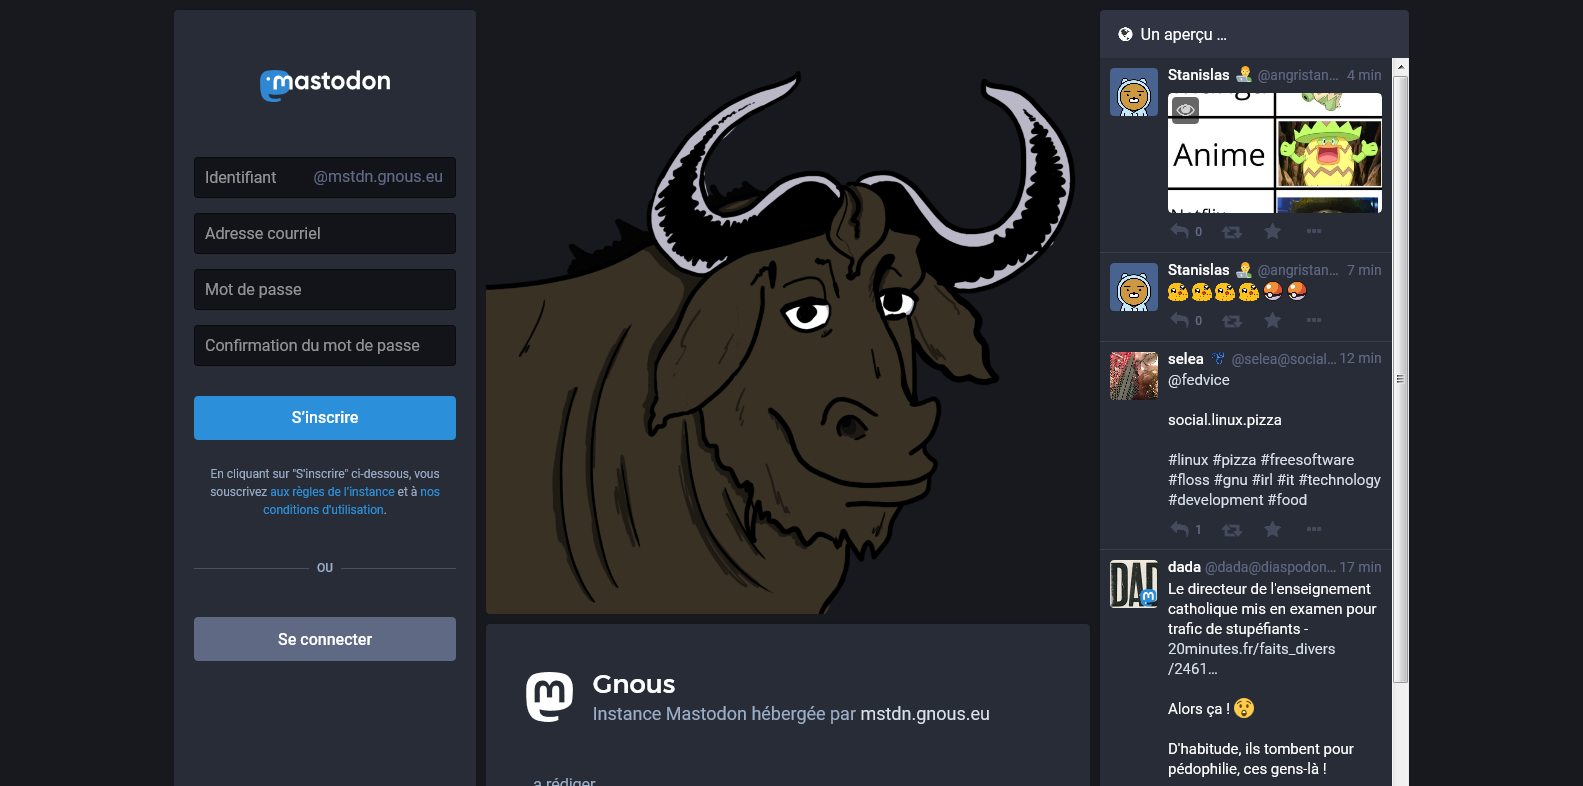 mastodon
Identifiant @mstdn.gnous.eu
Adresse courriel
Mot de passe
Confirmation du mot de passe
S'inscrire
En cliquant sur "S'inscrire" ci-dessous, vous
souscrivez aux règles de l'instance et à nos
conditions d'utilisation.
OU
Se connecter
Gnous
Instance Mastodon hébergée par mstdn.gnous.eu
a rédiger
Un aperçu ...
Stanislas @angristan... 4 min
Anime
Netflix
0
Stanislas @angristan... 7 min
0
selea @selea@social... 12 min
@fedvice
social.linux.pizza
#linux #pizza #freesoftware
#floss #gnu #irl #it #technology
#development #food
1
dada @dada@diaspodon... 17 min
DAD
Le directeur de l'enseignement
catholique mis en examen pour
trafic de stupéfiants -
20minutes.fr/faits_divers
/2461...
Alors ça !
D'habitude, ils tombent pour
pédophilie, ces gens-là !